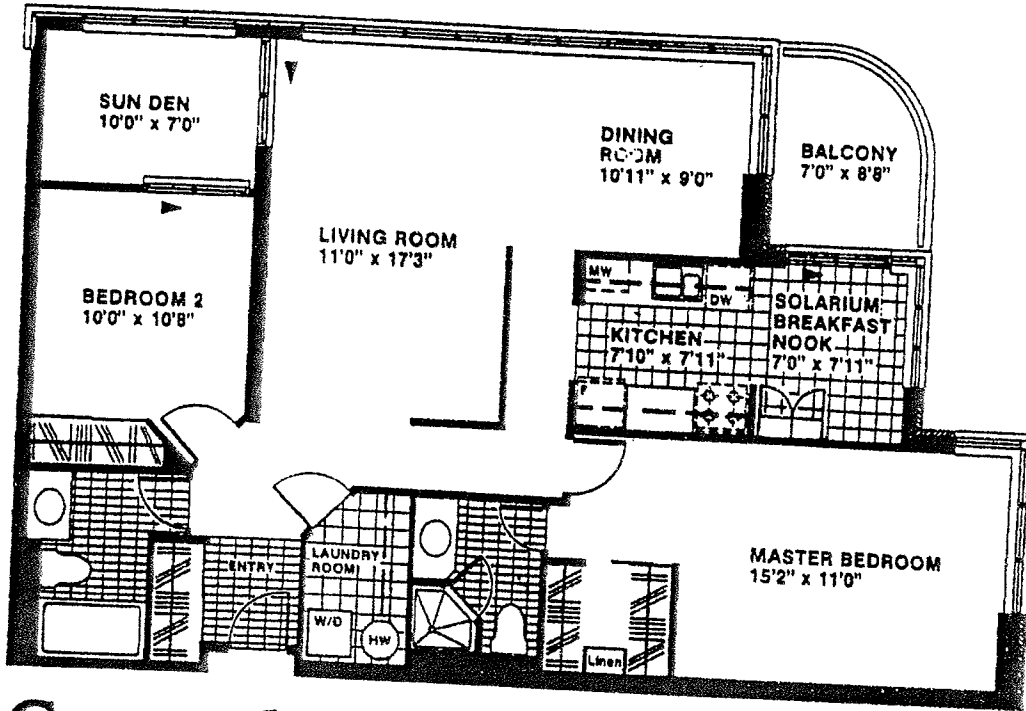 SUN DEN
10'0" x 7'0"
DINING
ROOM
10'11" x 9'0"
BALCONY
7'0" x 8'8"
LIVING ROOM
11'0" x 17'3"
BEDROOM 2
10'0" x 10'8"
MW
DW
SOLARIUM
BREAKFAST
NOOK
7'0" x 7'11"
KITCHEN
7'10" x 7'11"
F
ENTRY
LAUNDRY
ROOM
W/D
HW
MASTER BEDROOM
15'2" x 11'0"
Linen